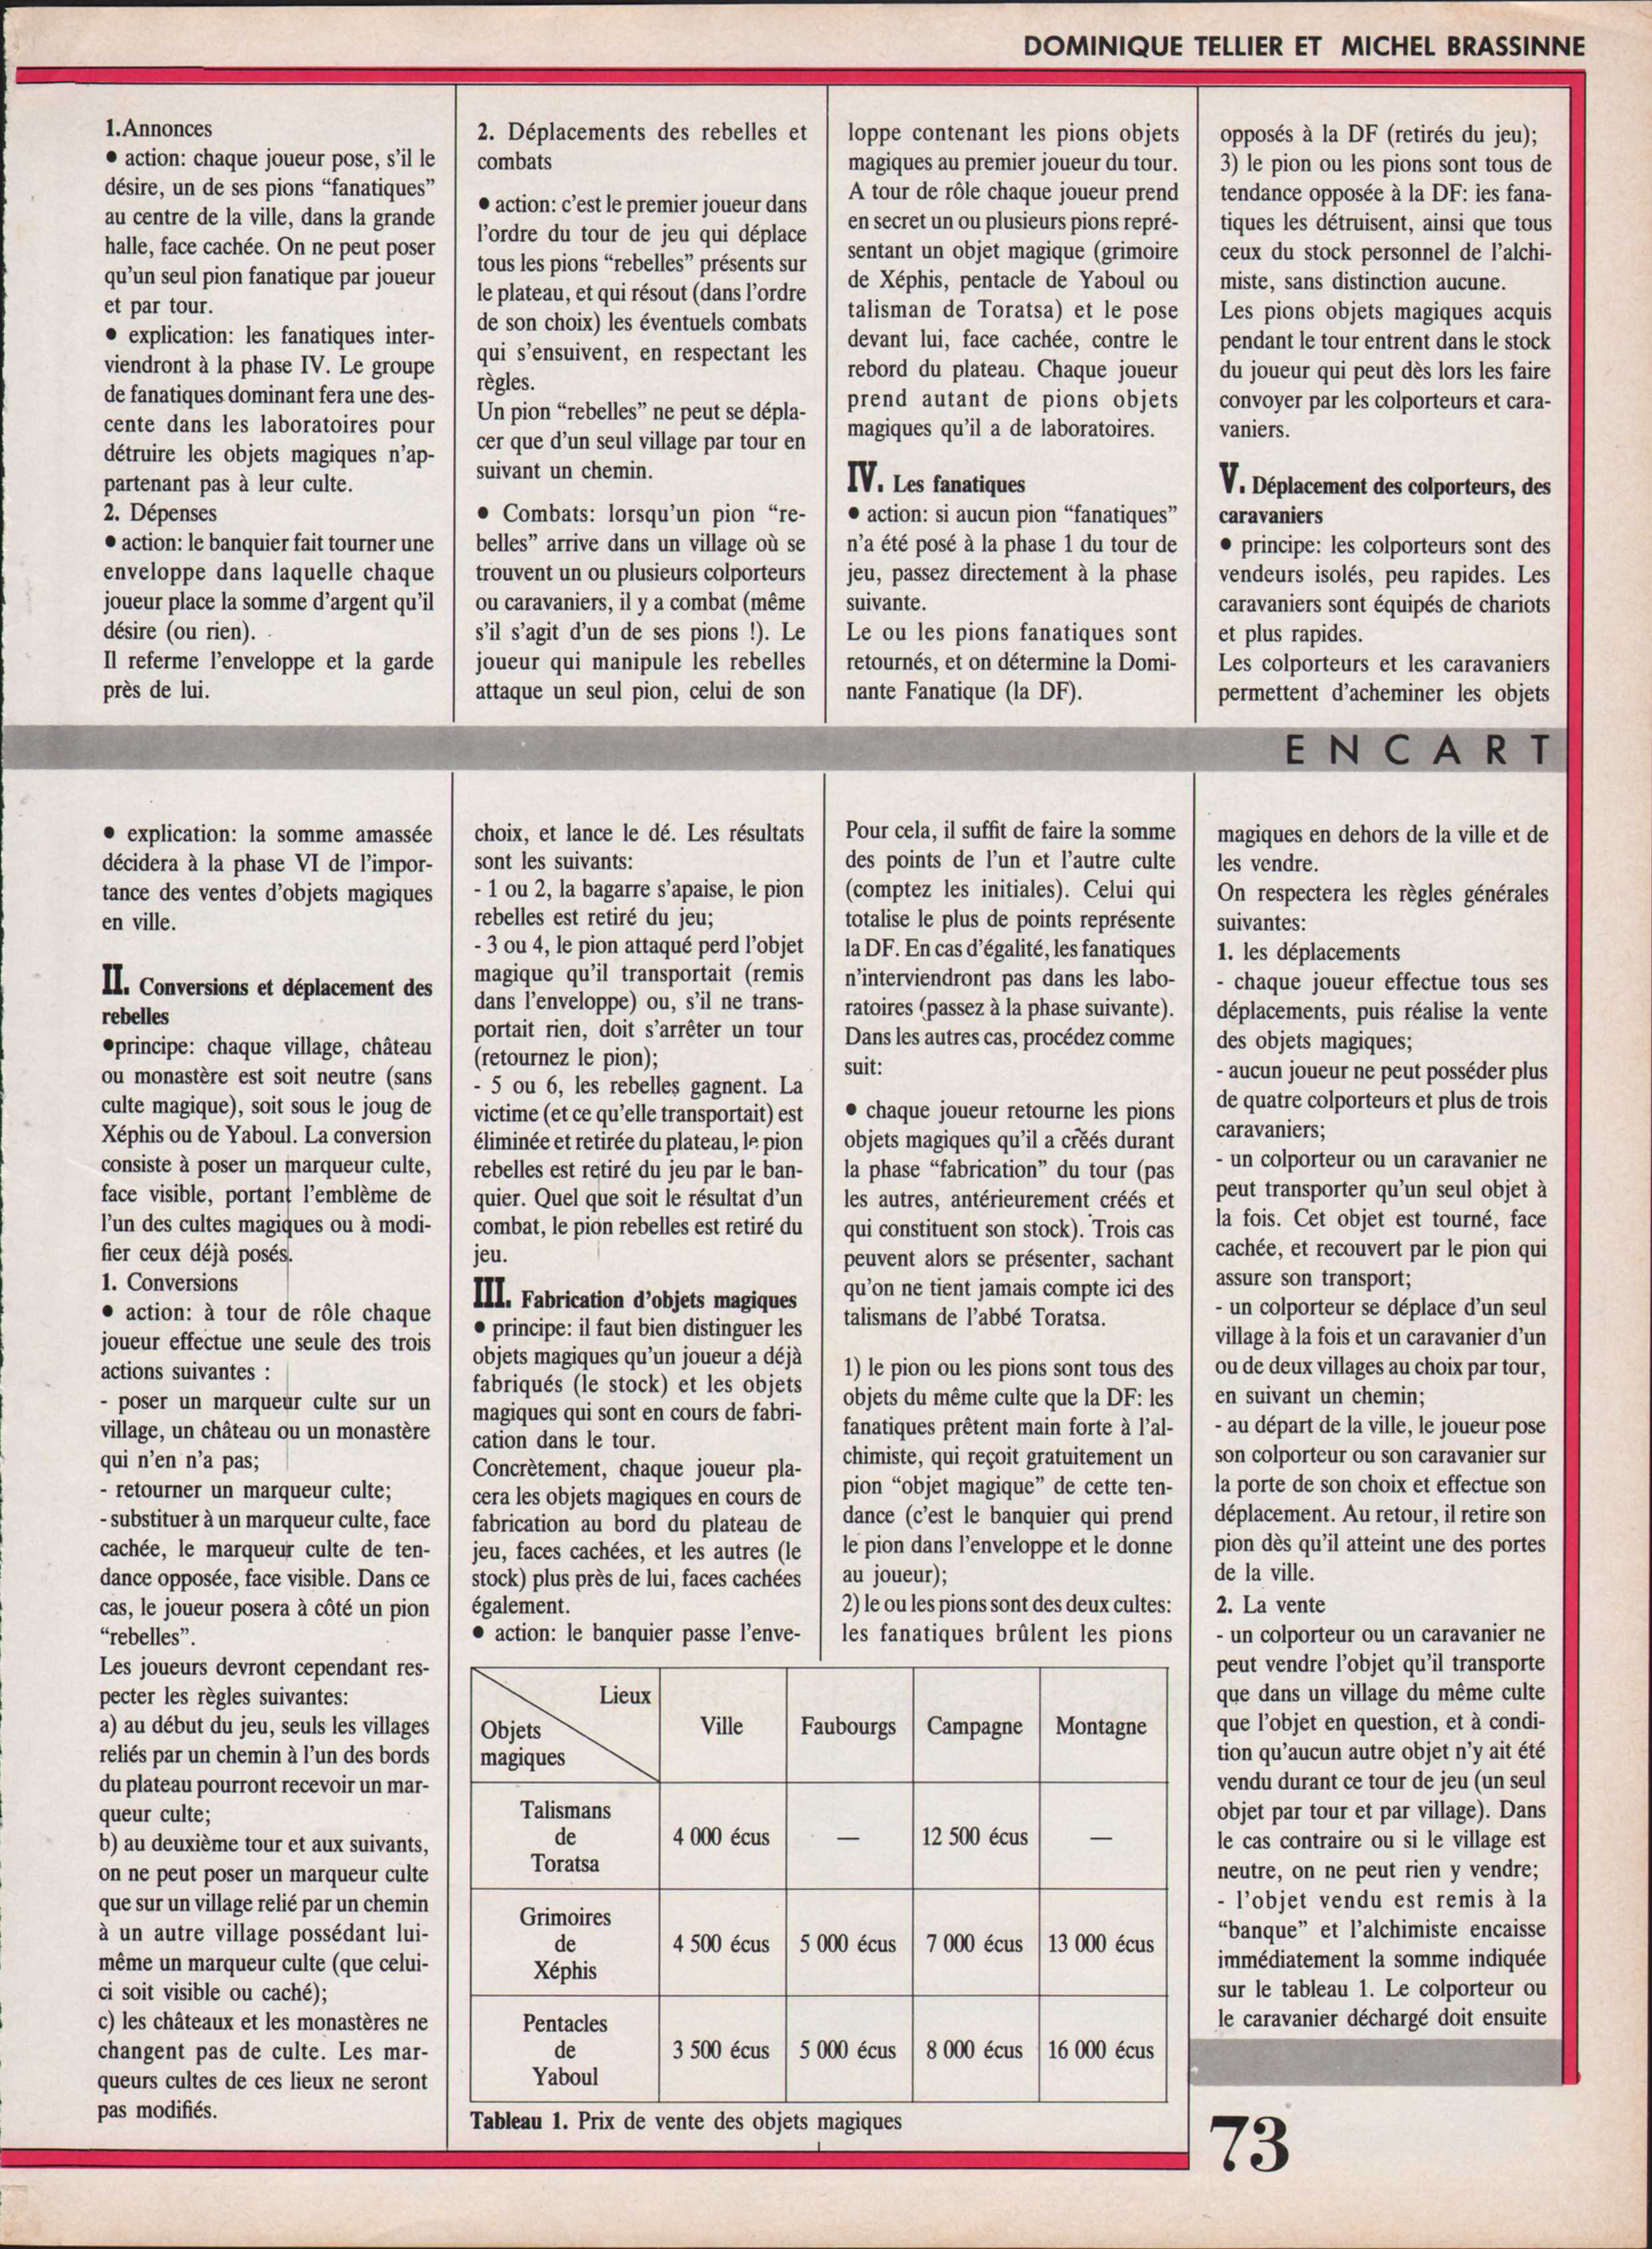 DOMINIQUE TELLIER ET MICHEL BRASSINNE
1.Annonces
● action: chaque joueur pose, s'il le
désire, un de ses pions “fanatiques”
au centre de la ville, dans la grande
halle, face cachée. On ne peut poser
qu'un seul pion fanatique par joueur
et par tour.
● explication: les fanatiques inter-
viendront à la phase IV. Le groupe
de fanatiques dominant fera une des-
cente dans les laboratoires pour
détruire les objets magiques n'ap-
partenant pas à leur culte.
2. Dépenses
● action: le banquier fait tourner une
enveloppe dans laquelle chaque
joueur place la somme d'argent qu'il
désire (ou rien).
Il referme l'enveloppe et la garde
près de lui.
● explication: la somme amassée
décidera à la phase VI de l'impor-
tance des ventes d'objets magiques
en ville.
II. Conversions et déplacement des
rebelles
●principe: chaque village, château
ou monastère est soit neutre (sans
culte magique), soit sous le joug de
Xéphis ou de Yaboul. La conversion
consiste à poser un marqueur culte,
face visible, portant l'emblème de
l'un des cultes magiques ou à modi-
fier ceux déjà posés.
1. Conversions
● action: à tour de rôle chaque
joueur effectue une seule des trois
actions suivantes :
- poser un marqueur culte sur un
village, un château ou un monastère
qui n'en n'a pas;
- retourner un marqueur culte;
- substituer à un marqueur culte, face
cachée, le marqueur culte de ten-
dance opposée, face visible. Dans ce
cas, le joueur posera à côté un pion
“rebelles”.
Les joueurs devront cependant res-
pecter les règles suivantes:
a) au début du jeu, seuls les villages
reliés par un chemin à l'un des bords
du plateau pourront recevoir un mar-
queur culte;
b) au deuxième tour et aux suivants,
on ne peut poser un marqueur culte
que sur un village relié par un chemin
à un autre village possédant lui-
même un marqueur culte (que celui-
ci soit visible ou caché);
c) les châteaux et les monastères ne
changent pas de culte. Les mar-
queurs cultes de ces lieux ne seront
pas modifiés.
2. Déplacements des rebelles et
combats
● action: c'est le premier joueur dans
l'ordre du tour de jeu qui déplace
tous les pions “rebelles” présents sur
le plateau, et qui résout (dans l'ordre
de son choix) les éventuels combats
qui s'ensuivent, en respectant les
règles.
Un pion “rebelles” ne peut se dépla-
cer que d'un seul village par tour en
suivant un chemin.
● Combats: lorsqu'un pion “re-
belles” arrive dans un village où se
trouvent un ou plusieurs colporteurs
ou caravaniers, il y a combat (même
s'il s'agit d'un de ses pions !). Le
joueur qui manipule les rebelles
attaque un seul pion, celui de son
choix, et lance le dé. Les résultats
sont les suivants:
- 1 ou 2, la bagarre s'apaise, le pion
rebelles est retiré du jeu;
- 3 ou 4, le pion attaqué perd l'objet
magique qu'il transportait (remis
dans l'enveloppe) ou, s'il ne trans-
portait rien, doit s'arrêter un tour
(retournez le pion);
- 5 ou 6, les rebelles gagnent. La
victime (et ce qu'elle transportait) est
éliminée et retirée du plateau, le pion
rebelles est retiré du jeu par le ban-
quier. Quel que soit le résultat d'un
combat, le pion rebelles est retiré du
jeu.
III. Fabrication d'objets magiques
● principe: il faut bien distinguer les
objets magiques qu'un joueur a déjà
fabriqués (le stock) et les objets
magiques qui sont en cours de fabri-
cation dans le tour.
Concrètement, chaque joueur pla-
cera les objets magiques en cours de
fabrication au bord du plateau de
jeu, faces cachées, et les autres (le
stock) plus près de lui, faces cachées
également.
● action: le banquier passe l'enve-
loppe contenant les pions objets
magiques au premier joueur du tour.
A tour de rôle chaque joueur prend
en secret un ou plusieurs pions repré-
sentant un objet magique (grimoire
de Xéphis, pentacle de Yaboul ou
talisman de Toratsa) et le pose
devant lui, face cachée, contre le
rebord du plateau. Chaque joueur
prend autant de pions objets
magiques qu'il a de laboratoires.
IV. Les fanatiques
● action: si aucun pion “fanatiques”
n'a été posé à la phase 1 du tour de
jeu, passez directement à la phase
suivante.
Le ou les pions fanatiques sont
retournés, et on détermine la Domi-
nante Fanatique (la DF).
Pour cela, il suffit de faire la somme
des points de l'un et l'autre culte
(comptez les initiales). Celui qui
totalise le plus de points représente
la DF. En cas d'égalité, les fanatiques
n'interviendront pas dans les labo-
ratoires (passez à la phase suivante).
Dans les autres cas, procédez comme
suit:
● chaque joueur retourne les pions
objets magiques qu'il a créés durant
la phase “fabrication” du tour (pas
les autres, antérieurement créés et
qui constituent son stock). Trois cas
peuvent alors se présenter, sachant
qu'on ne tient jamais compte ici des
talismans de l'abbé Toratsa.
1) le pion ou les pions sont tous des
objets du même culte que la DF: les
fanatiques prêtent main forte à l'al-
chimiste, qui reçoit gratuitement un
pion “objet magique” de cette ten-
dance (c'est le banquier qui prend
le pion dans l'enveloppe et le donne
au joueur);
2) le ou les pions sont des deux cultes:
les fanatiques brûlent les pions
opposés à la DF (retirés du jeu);
3) le pion ou les pions sont tous de
tendance opposée à la DF: les fana-
tiques les détruisent, ainsi que tous
ceux du stock personnel de l'alchi-
miste, sans distinction aucune.
Les pions objets magiques acquis
pendant le tour entrent dans le stock
du joueur qui peut dès lors les faire
convoyer par les colporteurs et cara-
vaniers.
V. Déplacement des colporteurs, des
caravaniers
● principe: les colporteurs sont des
vendeurs isolés, peu rapides. Les
caravaniers sont équipés de chariots
et plus rapides.
Les colporteurs et les caravaniers
permettent d'acheminer les objets
ENCART
magiques en dehors de la ville et de
les vendre.
On respectera les règles générales
suivantes:
1. les déplacements
- chaque joueur effectue tous ses
déplacements, puis réalise la vente
des objets magiques;
- aucun joueur ne peut posséder plus
de quatre colporteurs et plus de trois
caravaniers;
- un colporteur ou un caravanier ne
peut transporter qu'un seul objet à
la fois. Cet objet est tourné, face
cachée, et recouvert par le pion qui
assure son transport;
- un colporteur se déplace d'un seul
village à la fois et un caravanier d'un
ou de deux villages au choix par tour,
en suivant un chemin;
- au départ de la ville, le joueur pose
son colporteur ou son caravanier sur
la porte de son choix et effectue son
déplacement. Au retour, il retire son
pion dès qu'il atteint une des portes
de la ville.
2. La vente
- un colporteur ou un caravanier ne
peut vendre l'objet qu'il transporte
que dans un village du même culte
que l'objet en question, et à condi-
tion qu'aucun autre objet n'y ait été
vendu durant ce tour de jeu (un seul
objet par tour et par village). Dans
le cas contraire ou si le village est
neutre, on ne peut rien y vendre;
- l'objet vendu est remis à la
“banque” et l'alchimiste encaisse
immédiatement la somme indiquée
sur le tableau 1. Le colporteur ou
le caravanier déchargé doit ensuite
Lieux
Objets
magiques
Ville Faubourgs Campagne Montagne
Talismans
de
Toratsa
4 000 écus — 12 500 écus —
Grimoires
de
Xéphis
4 500 écus 5 000 écus 7 000 écus 13 000 écus
Pentacles
de
Yaboul
3 500 écus 5 000 écus 8 000 écus 16 000 écus
Tableau 1. Prix de vente des objets magiques
73